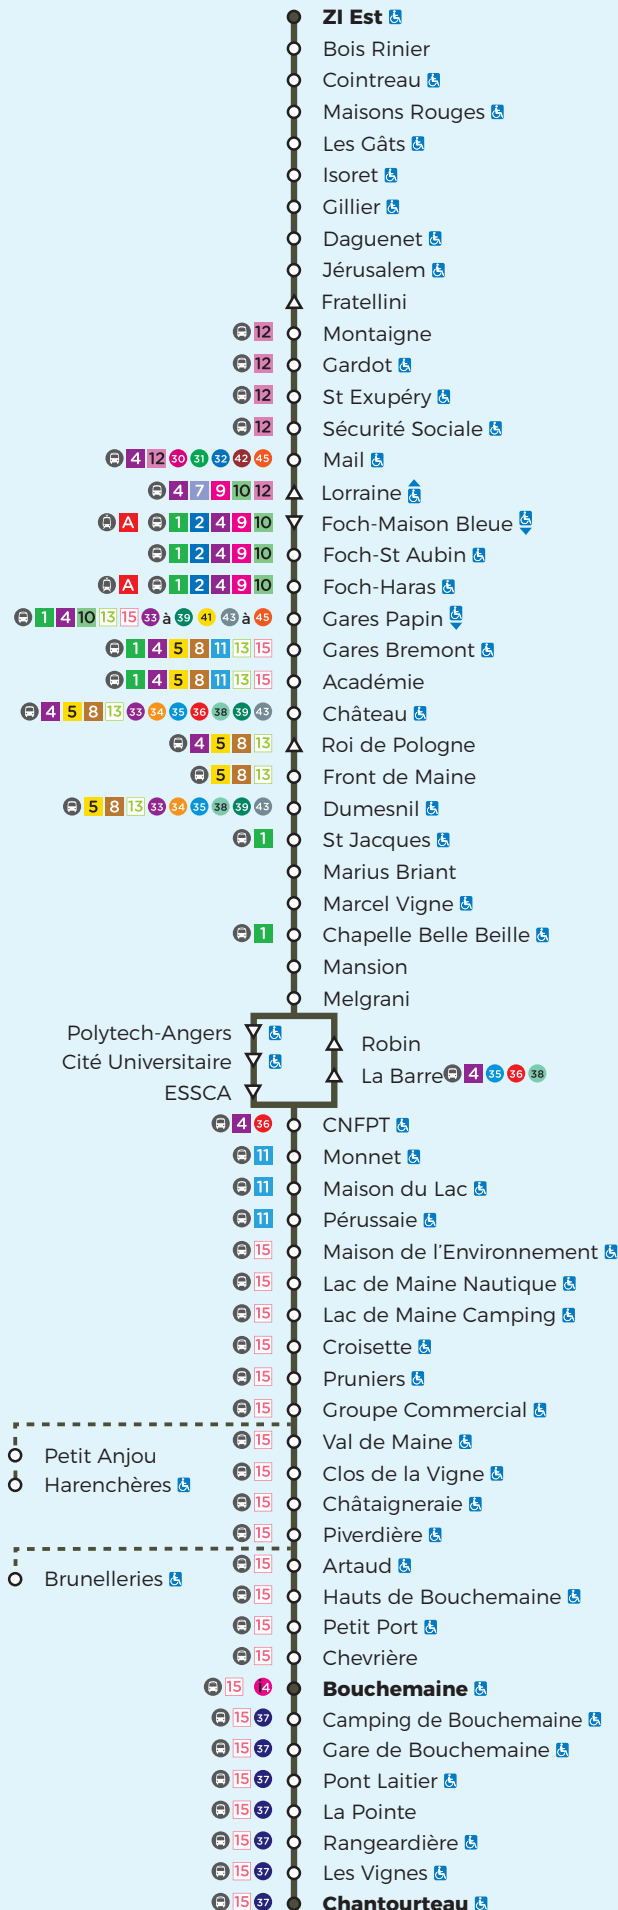 ZI Est
Bois Rinier
Cointreau
Maisons Rouges
Les Gâts
Isoret
Gillier
Daguenet
Jérusalem
Fratellini
12 Montaigne
12 Gardot
12 St Exupéry
12 Sécurité Sociale
4 12 30 31 32 42 45 Mail
4 7 9 10 12 Lorraine
A 1 2 4 9 10 Foch-Maison Bleue
1 2 4 9 10 Foch-St Aubin
A 1 2 4 9 10 Foch-Haras
1 4 10 13 15 33 à 39 41 43 à 45 Gares Papin
1 4 5 8 11 13 15 Gares Bremont
1 4 5 8 11 13 15 Académie
4 5 8 13 33 34 35 36 38 39 43 Château
4 5 8 13 Roi de Pologne
5 8 13 Front de Maine
5 8 13 33 34 35 38 39 43 Dumesnil
1 St Jacques
Marius Briant
Marcel Vigne
1 Chapelle Belle Beille
Mansion
Melgrani
Polytech-Angers
Cité Universitaire
ESSCA
Robin
La Barre 4 35 36 38
4 36 CNFPT
11 Monnet
11 Maison du Lac
11 Pérussaie
15 Maison de l'Environnement
15 Lac de Maine Nautique
15 Lac de Maine Camping
15 Croisette
15 Pruniers
15 Groupe Commercial
15 Val de Maine
Petit Anjou
15 Clos de la Vigne
Harenchères
15 Châtaigneraie
15 Piverdière
15 Artaud
Brunelleries
15 Hauts de Bouchemaine
15 Petit Port
15 Chevrière
15 14 Bouchemaine
15 37 Camping de Bouchemaine
15 37 Gare de Bouchemaine
15 37 Pont Laitier
15 37 La Pointe
15 37 Rangeardière
15 37 Les Vignes
15 37 Chantourteau